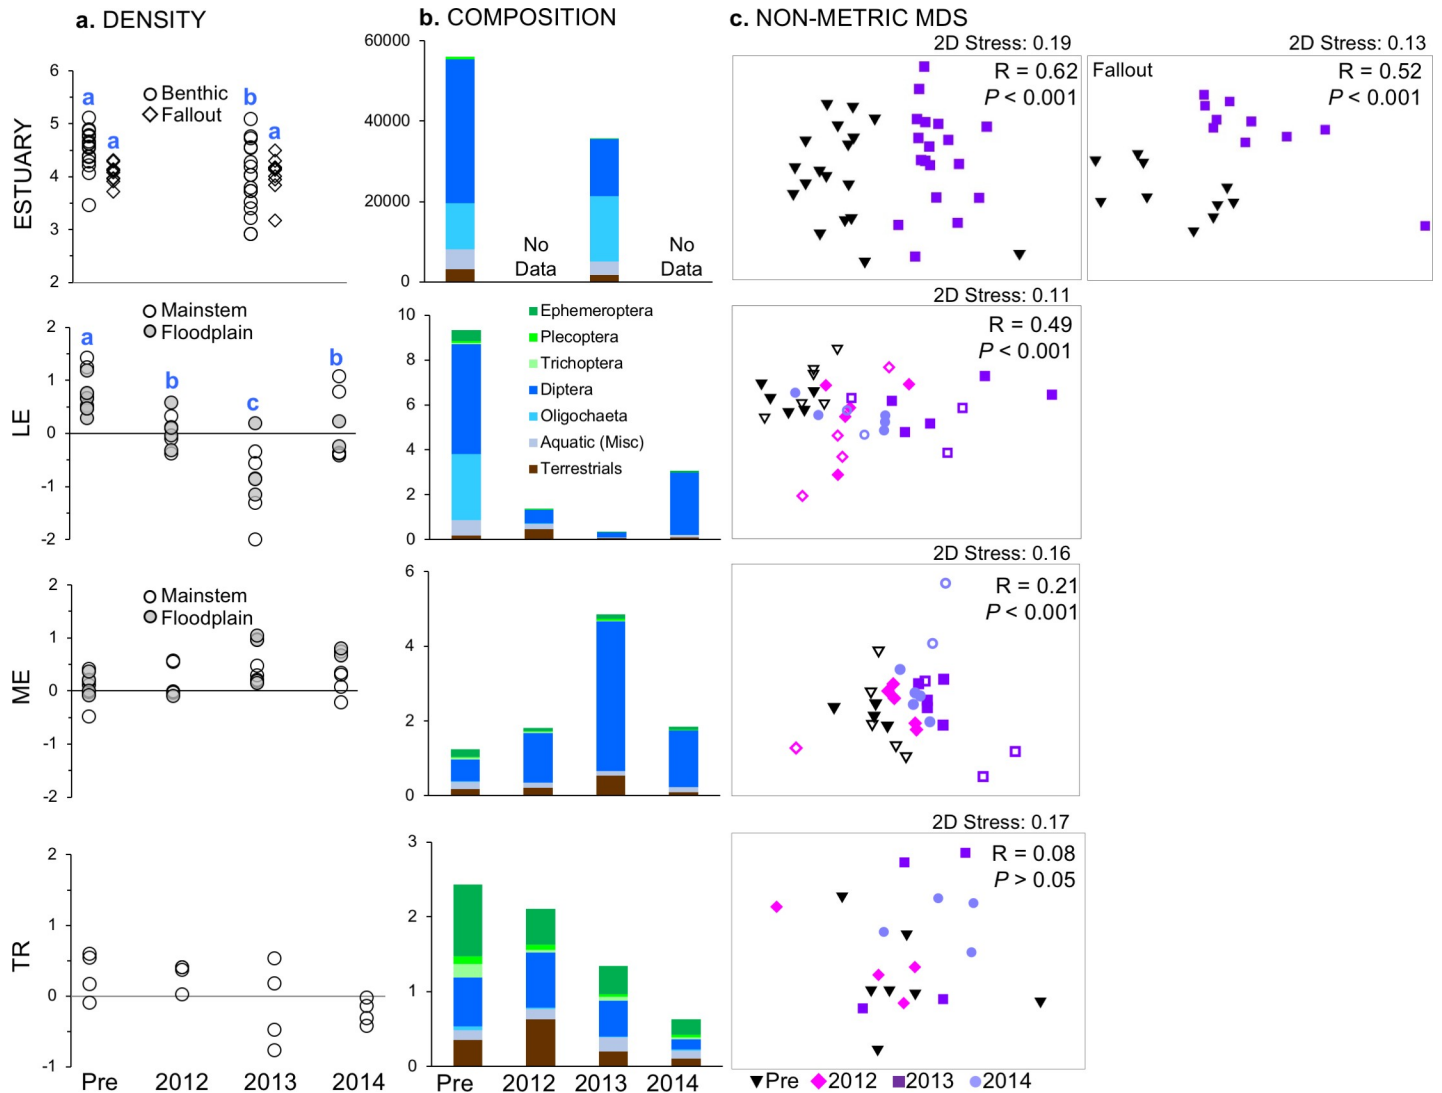 a. DENSITY
b. COMPOSITION
c. NON-METRIC MDS
ESTUARY
6
5
4
3
2
a
a
b
a
Benthic
Fallout
60000
40000
20000
0
No
Data
No
Data
2D Stress: 0.19
R = 0.62
P < 0.001
2D Stress: 0.13
Fallout
R = 0.52
P < 0.001
LE
2
1
0
-1
-2
Mainstem
Floodplain
a
b
c
b
10
8
6
4
2
0
Ephemeroptera
Plecoptera
Trichoptera
Diptera
Oligochaeta
Aquatic (Misc)
Terrestrials
2D Stress: 0.11
R = 0.49
P < 0.001
ME
2
1
0
-1
-2
Mainstem
Floodplain
6
4
2
0
2D Stress: 0.16
R = 0.21
P < 0.001
TR
2
1
0
-1
Pre
2012
2013
2014
3
2
1
0
Pre
2012
2013
2014
2D Stress: 0.17
R = 0.08
P > 0.05
Pre
2012
2013
2014